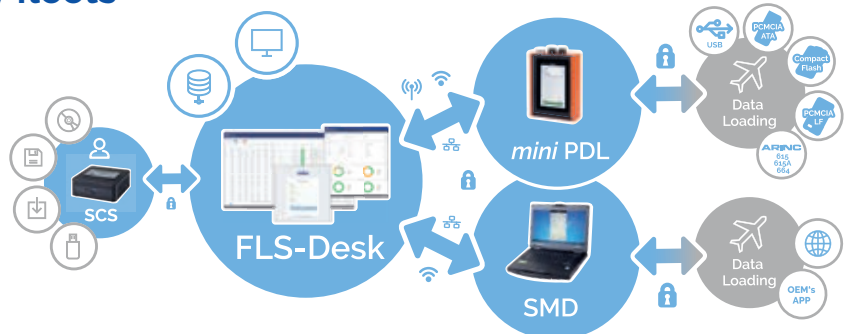 SCS
FLS-Desk
mini PDL
SMD
Data
Loading
USB
PCMCIA
ATA
Compact
Flash
PCMCIA
LF
ARINC
615
615A
664
Data
Loading
OEM's
APP